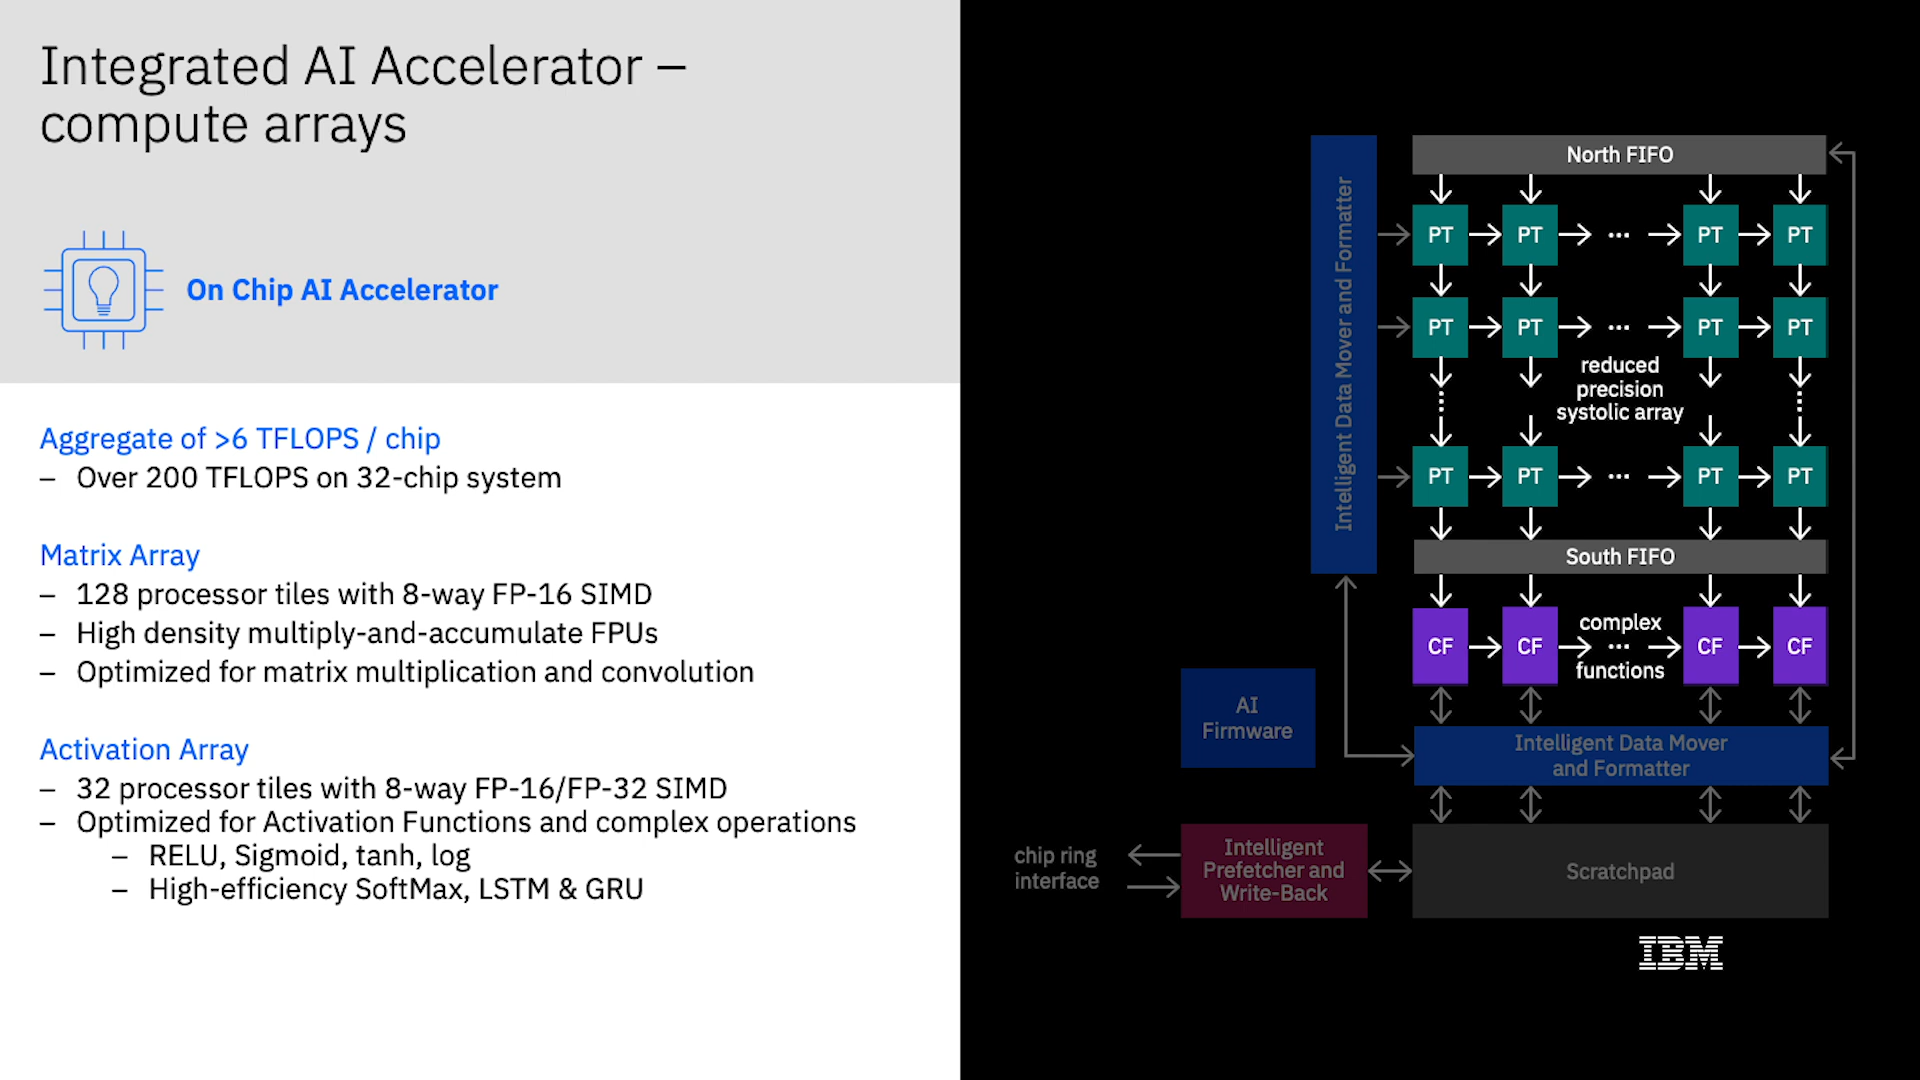 Integrated AI Accelerator –
compute arrays
On Chip AI Accelerator
Aggregate of >6 TFLOPS / chip
– Over 200 TFLOPS on 32-chip system
Matrix Array
– 128 processor tiles with 8-way FP-16 SIMD
– High density multiply-and-accumulate FPUs
– Optimized for matrix multiplication and convolution
Activation Array
– 32 processor tiles with 8-way FP-16/FP-32 SIMD
– Optimized for Activation Functions and complex operations
– RELU, Sigmoid, tanh, log
– High-efficiency SoftMax, LSTM & GRU
Intelligent Data Mover and Formatter
North FIFO
PT PT ... PT PT
PT PT ... PT PT
reduced
precision
systolic array
PT PT ... PT PT
South FIFO
complex
CF CF ... CF CF
functions
AI
Firmware
Intelligent Data Mover
and Formatter
chip ring
interface
Intelligent
Prefetcher and
Write-Back
Scratchpad
IBM